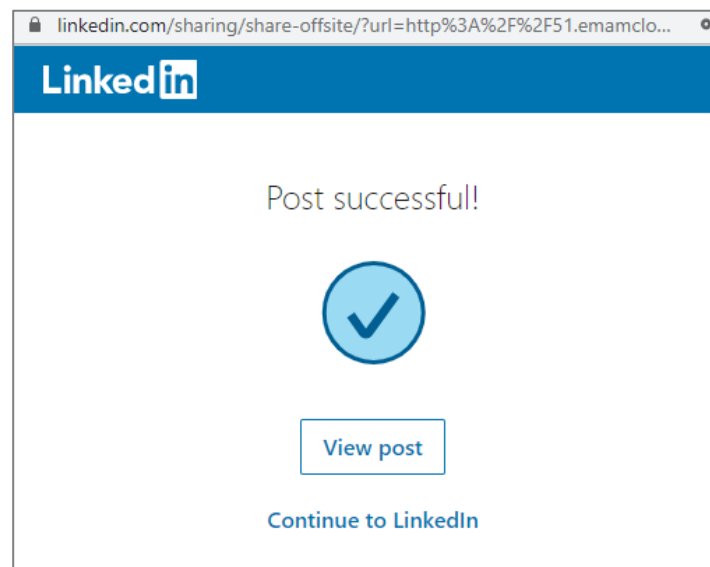 linkedin.com/sharing/share-offsite/?url=http%3A%2F%2F51.emamclo...
Linked in
Post successful!
View post
Continue to LinkedIn